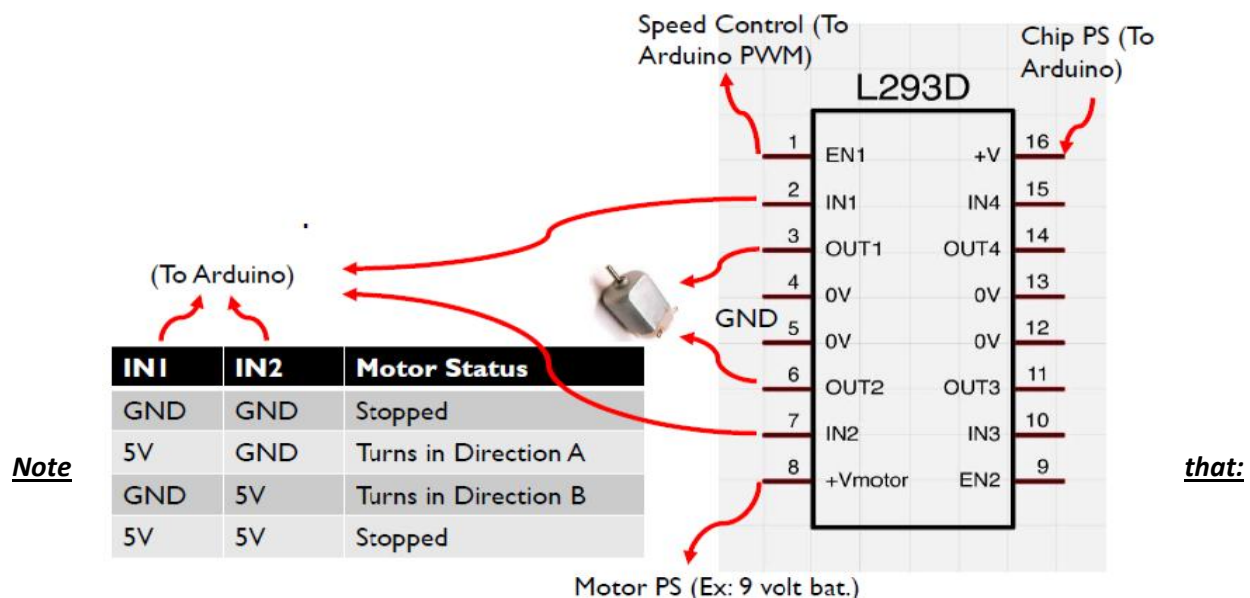 Speed Control (To
Arduino PWM)
Chip PS (To
Arduino)
L293D
1 EN1 +V 16
2 IN1 IN4 15
3 OUT1 OUT4 14
4 0V 0V 13
GND
5 0V 0V 12
6 OUT2 OUT3 11
7 IN2 IN3 10
8 +Vmotor EN2 9
(To Arduino)
IN1 IN2 Motor Status
GND GND Stopped
5V GND Turns in Direction A
GND 5V Turns in Direction B
5V 5V Stopped
Note that:
Motor PS (Ex: 9 volt bat.)